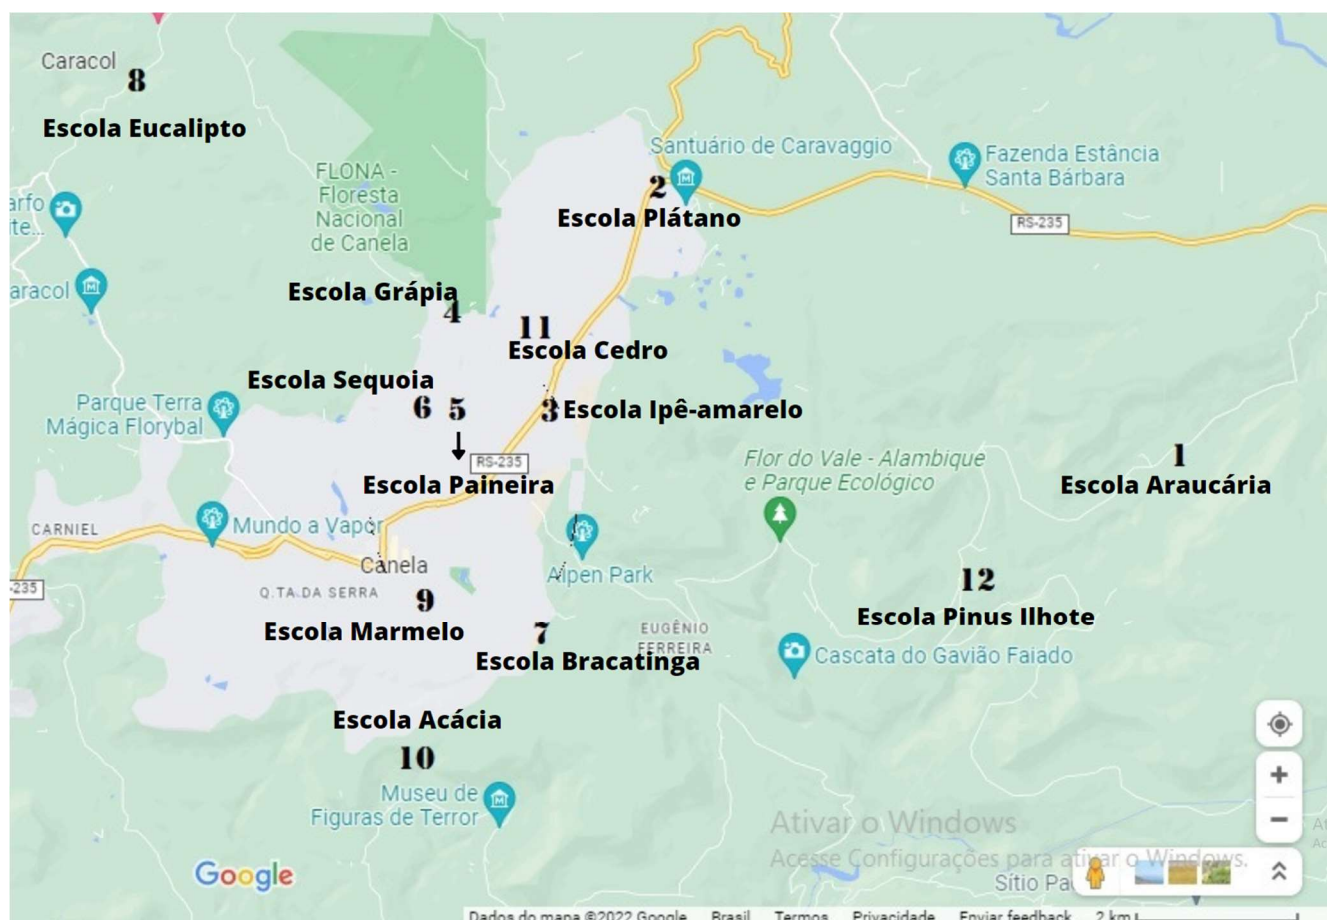 Caracol
8
Escola Eucalipto
Santuário de Caravaggio
Fazenda Estância
Santa Bárbara
FLONA -
Floresta
Nacional
de Canela
2
Escola Plátano
arfo
te...
RS-235
aracol
Escola Grápia
4
11
Escola Cedro
Escola Sequoia
Parque Terra
Mágica Florybal
6
5
3
Escola Ipê-amarelo
RS-235
Escola Paineira
Flor do Vale - Alambique
e Parque Ecológico
1
Escola Araucária
CARNIEL
Mundo a Vapor
Canela
Alpen Park
-235
Q.TA DA SERRA
9
Escola Marmelo
7
Escola Bracatinga
EUGÊNIO
FERREIRA
12
Escola Pinus Ilhote
Cascata do Gavião Faiado
Escola Acácia
10
Museu de
Figuras de Terror
Ativar o Windows
Acesse Configurações para ativar o Windows.
Sítio Pa
Google
Dados do mapa ©2022 Google Brasil Termos Privacidade Enviar feedback 2 km